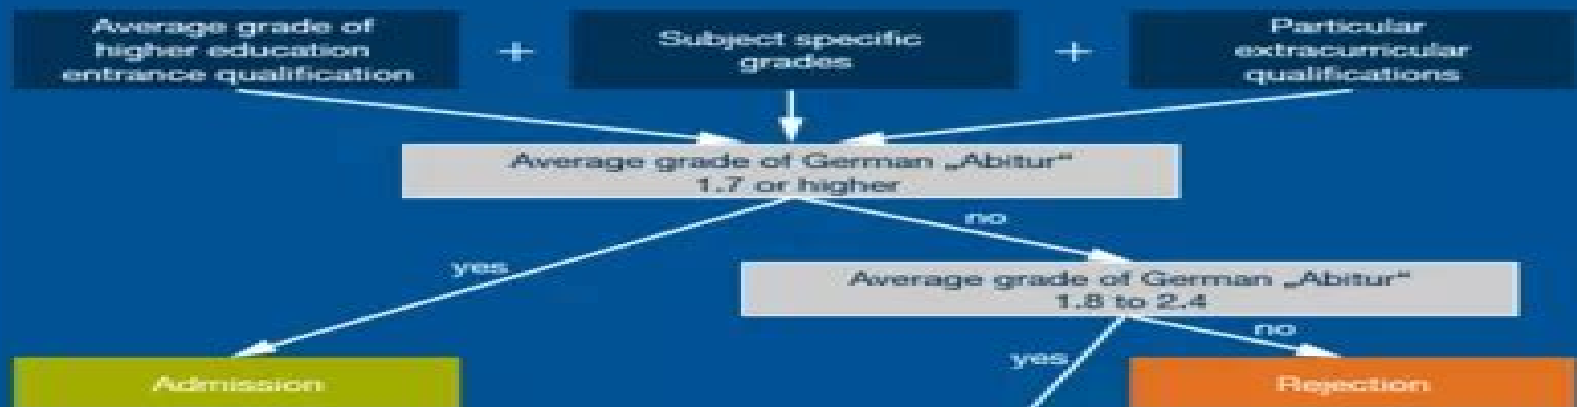 Average grade of
higher education
entrance qualification
+
Subject specific
grades
+
Particular
extracurricular
qualifications
Average grade of German „Abitur“
1.7 or higher
no
yes
Average grade of German „Abitur“
1.8 to 2.4
no
yes
Admission
Rejection